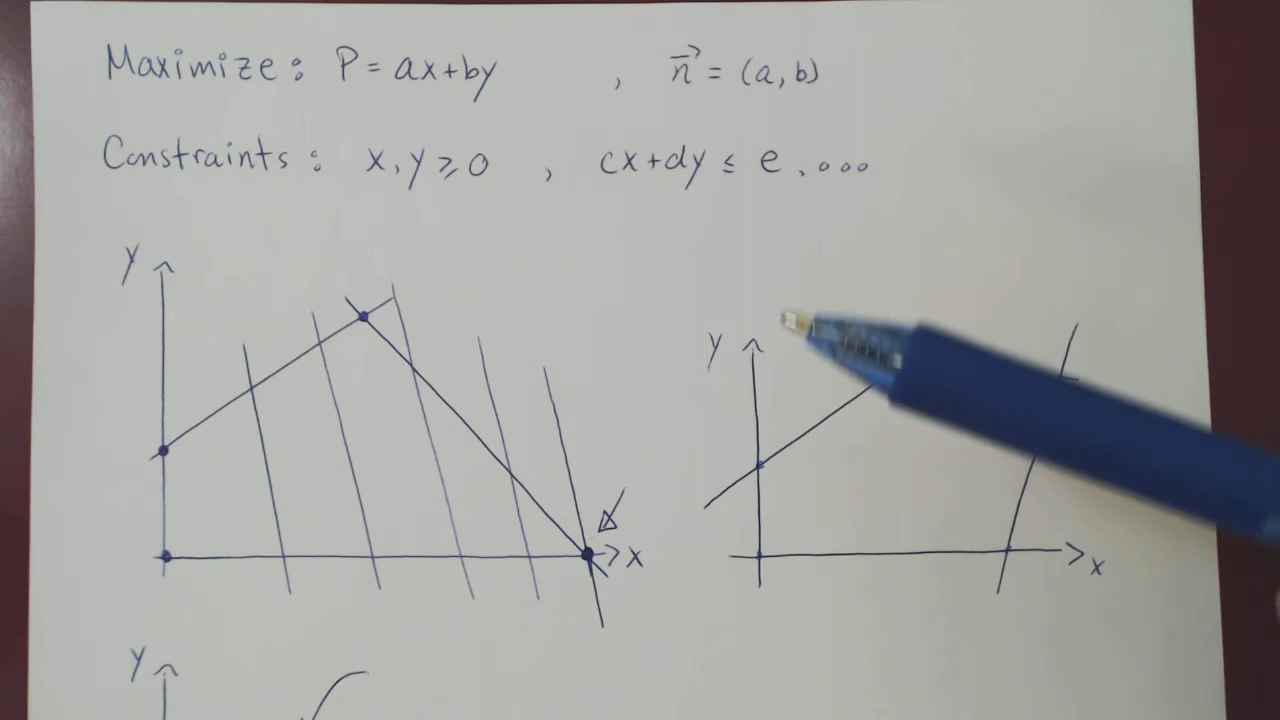 Maximize: P = ax+by , n⃗ = (a, b)
Constraints: x, y ≥ 0 , cx+dy ≤ e, ...
y
x
y
x
y